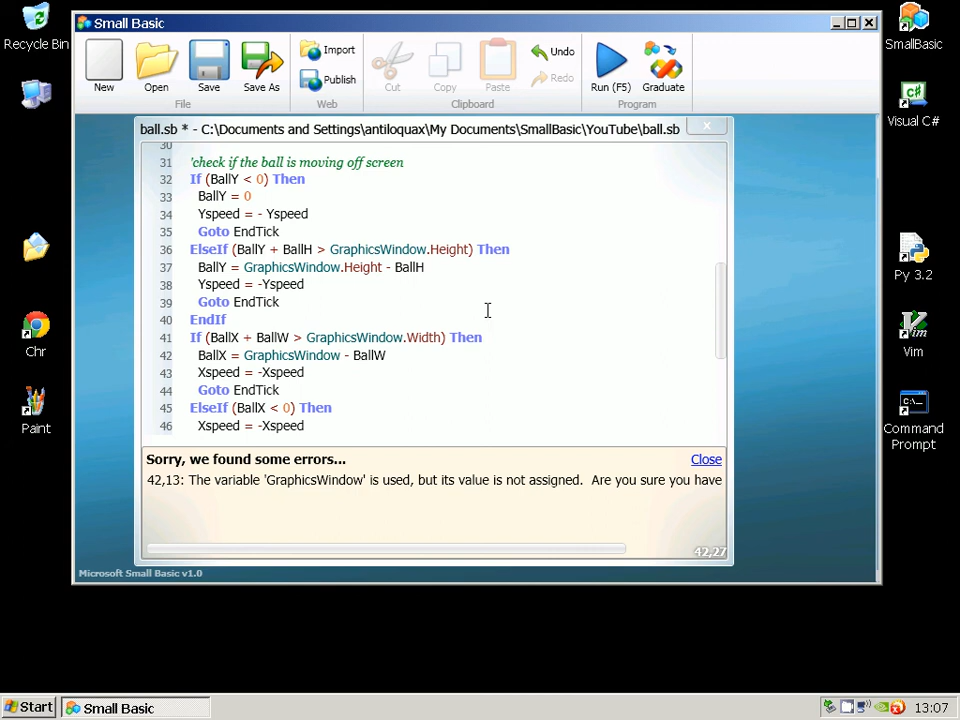 Small Basic
Recycle Bin
SmallBasic
Visual C#
Py 3.2
Chr
Vim
Paint
Command
Prompt
New
Open
Save
Save As
File
Import
Publish
Web
Cut
Copy
Paste
Undo
Redo
Clipboard
Run (F5)
Graduate
Program
ball.sb * - C:\Documents and Settings\antiloquax\My Documents\SmallBasic\YouTube\ball.sb
x
30
31 'check if the ball is moving off screen
32 If (BallY < 0) Then
33 BallY = 0
34 Yspeed = - Yspeed
35 Goto EndTick
36 ElseIf (BallY + BallH > GraphicsWindow.Height) Then
37 BallY = GraphicsWindow.Height - BallH
38 Yspeed = -Yspeed
39 Goto EndTick
40 EndIf
41 If (BallX + BallW > GraphicsWindow.Width) Then
42 BallX = GraphicsWindow - BallW
43 Xspeed = -Xspeed
44 Goto EndTick
45 ElseIf (BallX < 0) Then
46 Xspeed = -Xspeed
Sorry, we found some errors...
Close
42,13: The variable 'GraphicsWindow' is used, but its value is not assigned. Are you sure you have
42,27
Microsoft Small Basic v1.0
Start
Small Basic
13:07